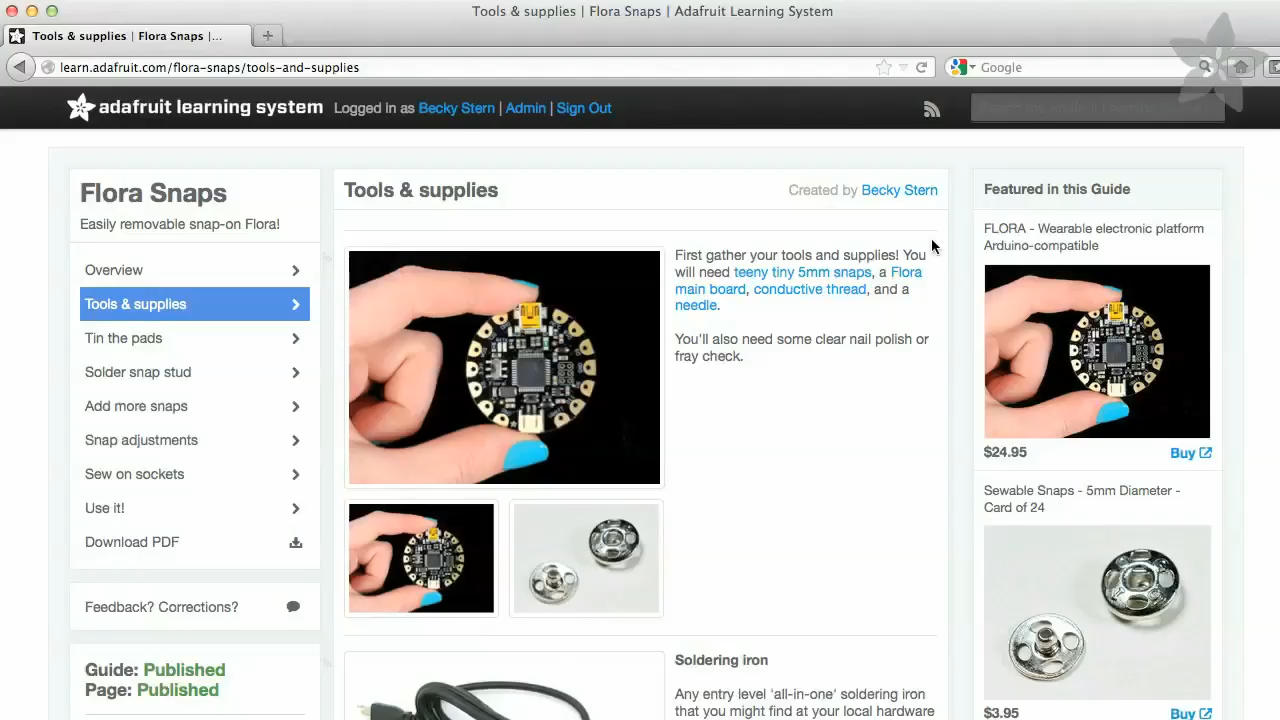 Tools & supplies | Flora Snaps | Adafruit Learning System
Tools & supplies | Flora Snaps |...
learn.adafruit.com/flora-snaps/tools-and-supplies
Google
adafruit learning system
Logged in as Becky Stern | Admin | Sign Out
Flora Snaps
Easily removable snap-on Flora!
Overview
Tools & supplies
Tin the pads
Solder snap stud
Add more snaps
Snap adjustments
Sew on sockets
Use it!
Download PDF
Feedback? Corrections?
Guide: Published
Page: Published
Tools & supplies
Created by Becky Stern
First gather your tools and supplies! You
will need teeny tiny 5mm snaps, a Flora
main board, conductive thread, and a
needle.
You'll also need some clear nail polish or
fray check.
Soldering iron
Any entry level 'all-in-one' soldering iron
that you might find at your local hardware
Featured in this Guide
FLORA - Wearable electronic platform
Arduino-compatible
$24.95
Buy
Sewable Snaps - 5mm Diameter -
Card of 24
$3.95
Buy